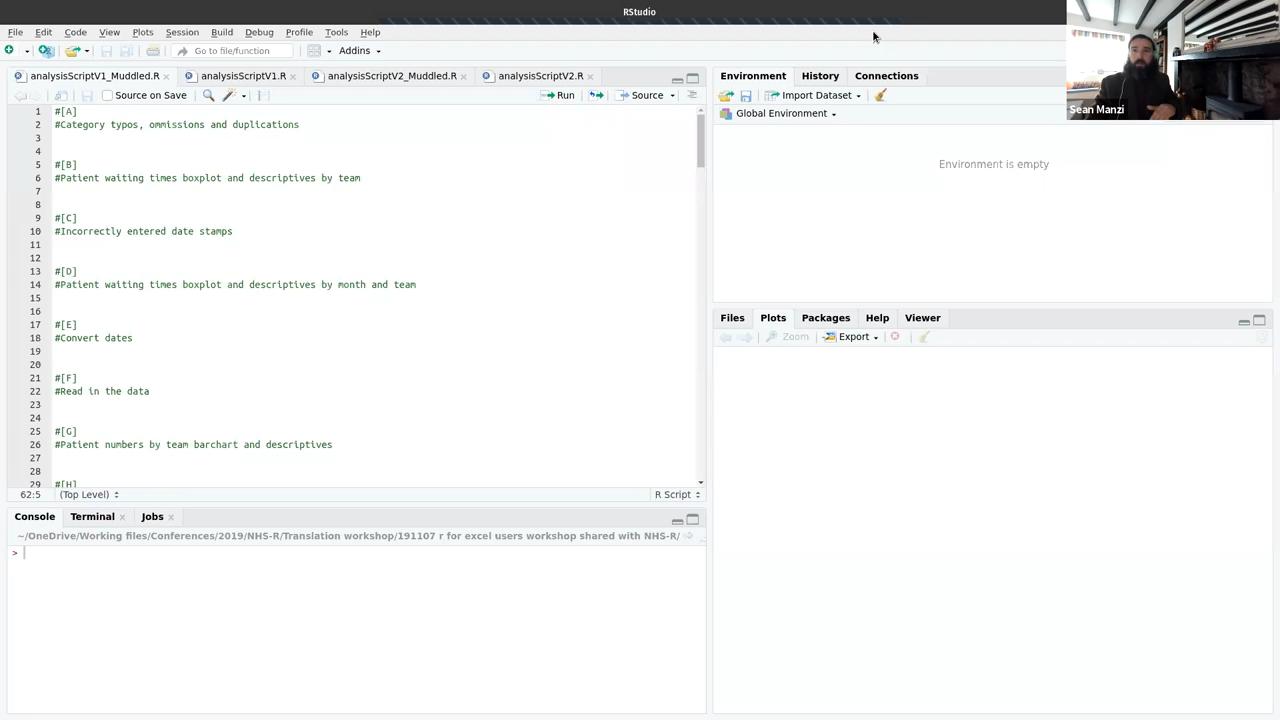 RStudio
File Edit Code View Plots Session Build Debug Profile Tools Help
Go to file/function Addins
analysisScriptV1_Muddled.R analysisScriptV1.R analysisScriptV2_Muddled.R analysisScriptV2.R
Source on Save Run Source
1 #[A]
2 #Category typos, ommissions and duplications
3
4
5 #[B]
6 #Patient waiting times boxplot and descriptives by team
7
8
9 #[C]
10 #Incorrectly entered date stamps
11
12
13 #[D]
14 #Patient waiting times boxplot and descriptives by month and team
15
16
17 #[E]
18 #Convert dates
19
20
21 #[F]
22 #Read in the data
23
24
25 #[G]
26 #Patient numbers by team barchart and descriptives
27
28
29 #[H]
62:5 (Top Level) R Script
Console Terminal Jobs
~/OneDrive/Working files/Conferences/2019/NHS-R/Translation workshop/191107 r for excel users workshop shared with NHS-R/
>
Environment History Connections
Import Dataset
Global Environment
Environment is empty
Files Plots Packages Help Viewer
Zoom Export
Sean Manzi